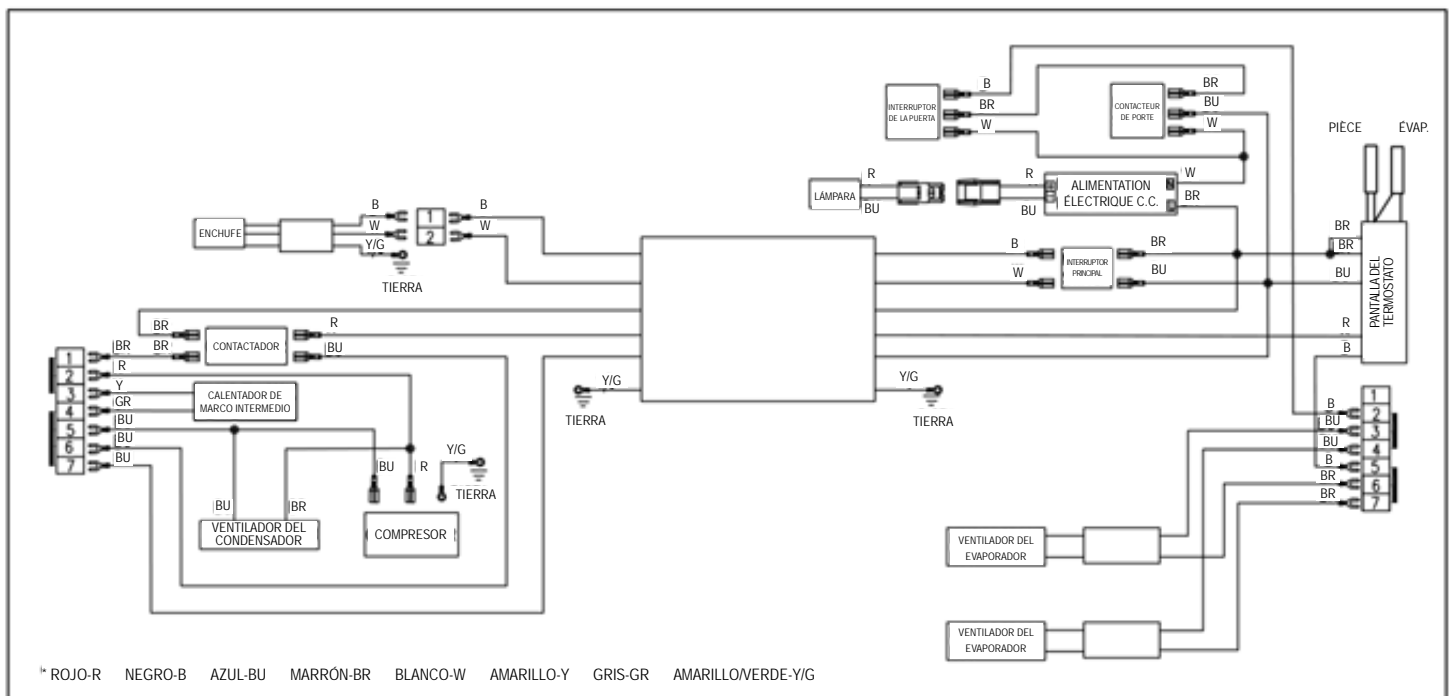 B
BR
W
INTERRUPTOR
DE LA PUERTA
BR
BU
W
CONTACTEUR
DE PORTE
PIÈCE
ÉVAP.
LÁMPARA
R
BU
R
BU
ALIMENTATION
ÉLECTRIQUE C.C.
W
BR
ENCHUFE
B
W
Y/G
TIERRA
1
2
B
W
B
W
INTERRUPTOR
PRINCIPAL
BR
BU
BR
BR
BU
R
B
PANTALLA DEL
TERMOSTATO
BR
BR
CONTACTADOR
R
BU
1
2
3
4
5
6
7
BR
R
Y
GR
BU
BU
BU
CALENTADOR DE
MARCO INTERMEDIO
Y/G
TIERRA
Y/G
TIERRA
BU
R
Y/G
TIERRA
BU
BR
VENTILADOR DEL
CONDENSADOR
COMPRESOR
B
BU
BU
B
BR
BR
1
2
3
4
5
6
7
VENTILADOR DEL
EVAPORADOR
VENTILADOR DEL
EVAPORADOR
* ROJO-R NEGRO-B AZUL-BU MARRÓN-BR BLANCO-W AMARILLO-Y GRIS-GR AMARILLO/VERDE-Y/G